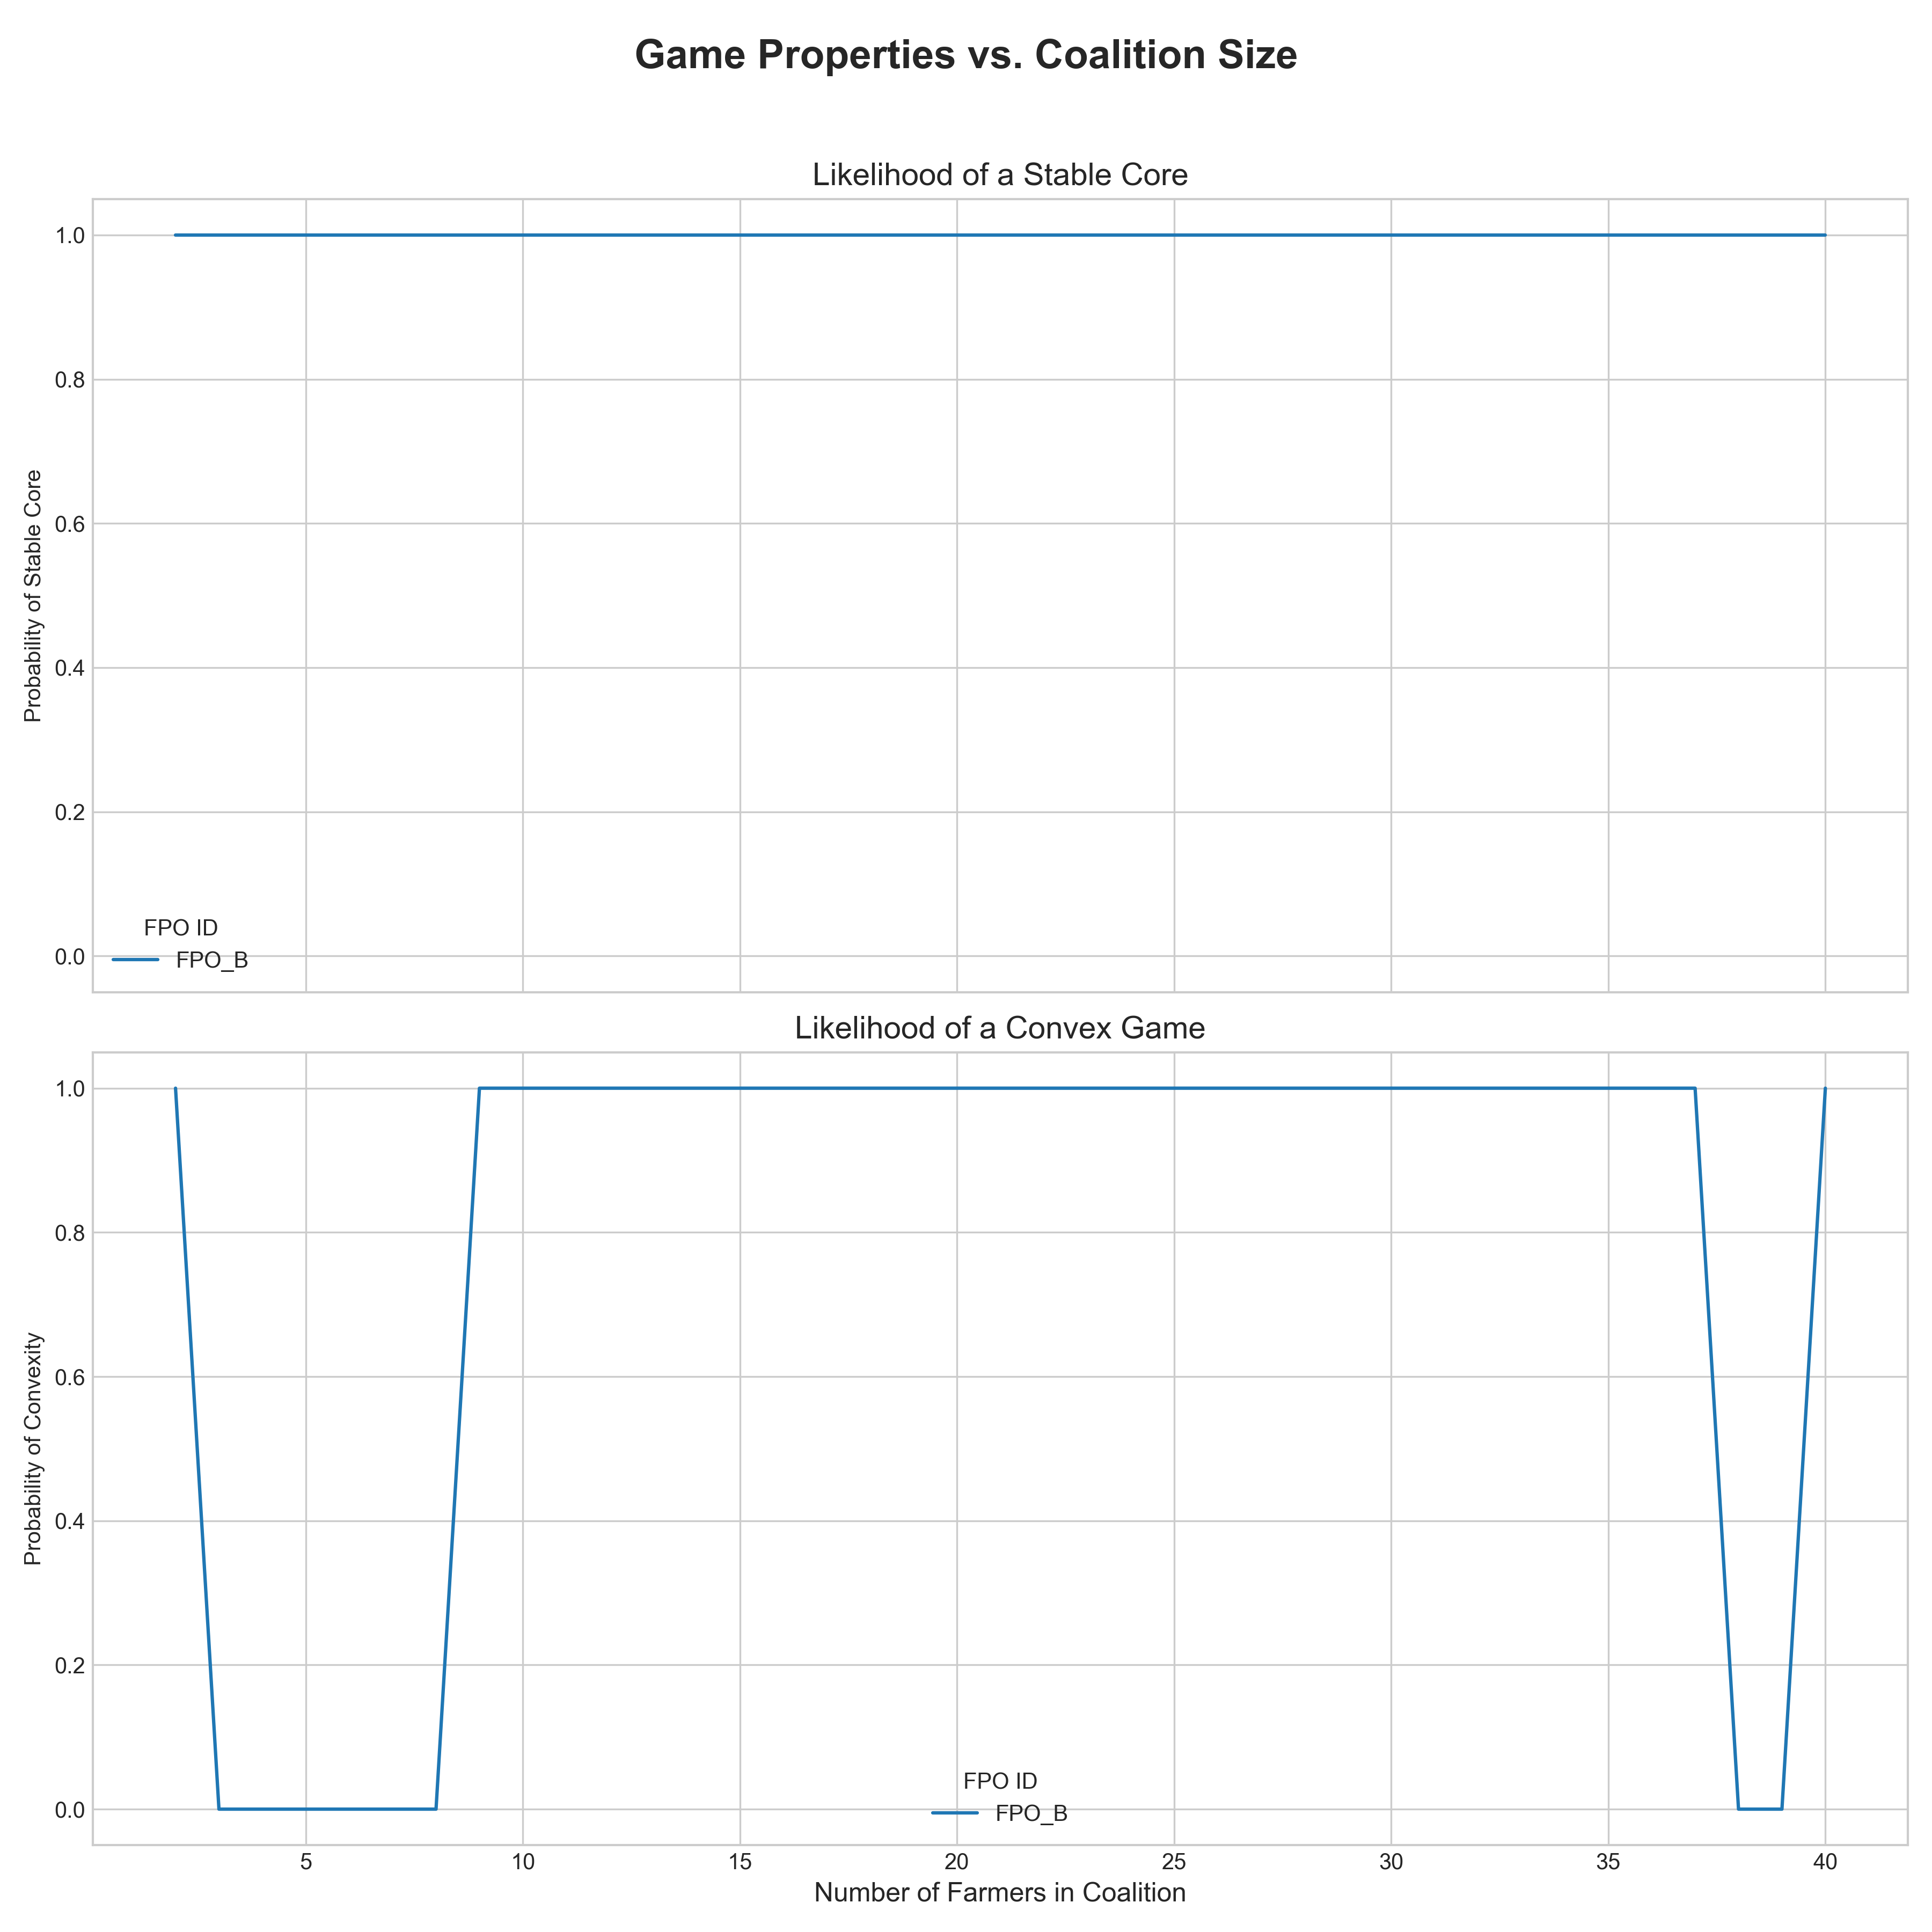 Game Properties vs. Coalition Size
Likelihood of a Stable Core
Probability of Stable Core
1.0
0.8
0.6
0.4
0.2
0.0
FPO ID
FPO_B
Likelihood of a Convex Game
Probability of Convexity
1.0
0.8
0.6
0.4
0.2
0.0
FPO ID
FPO_B
5 10 15 20 25 30 35 40
Number of Farmers in Coalition